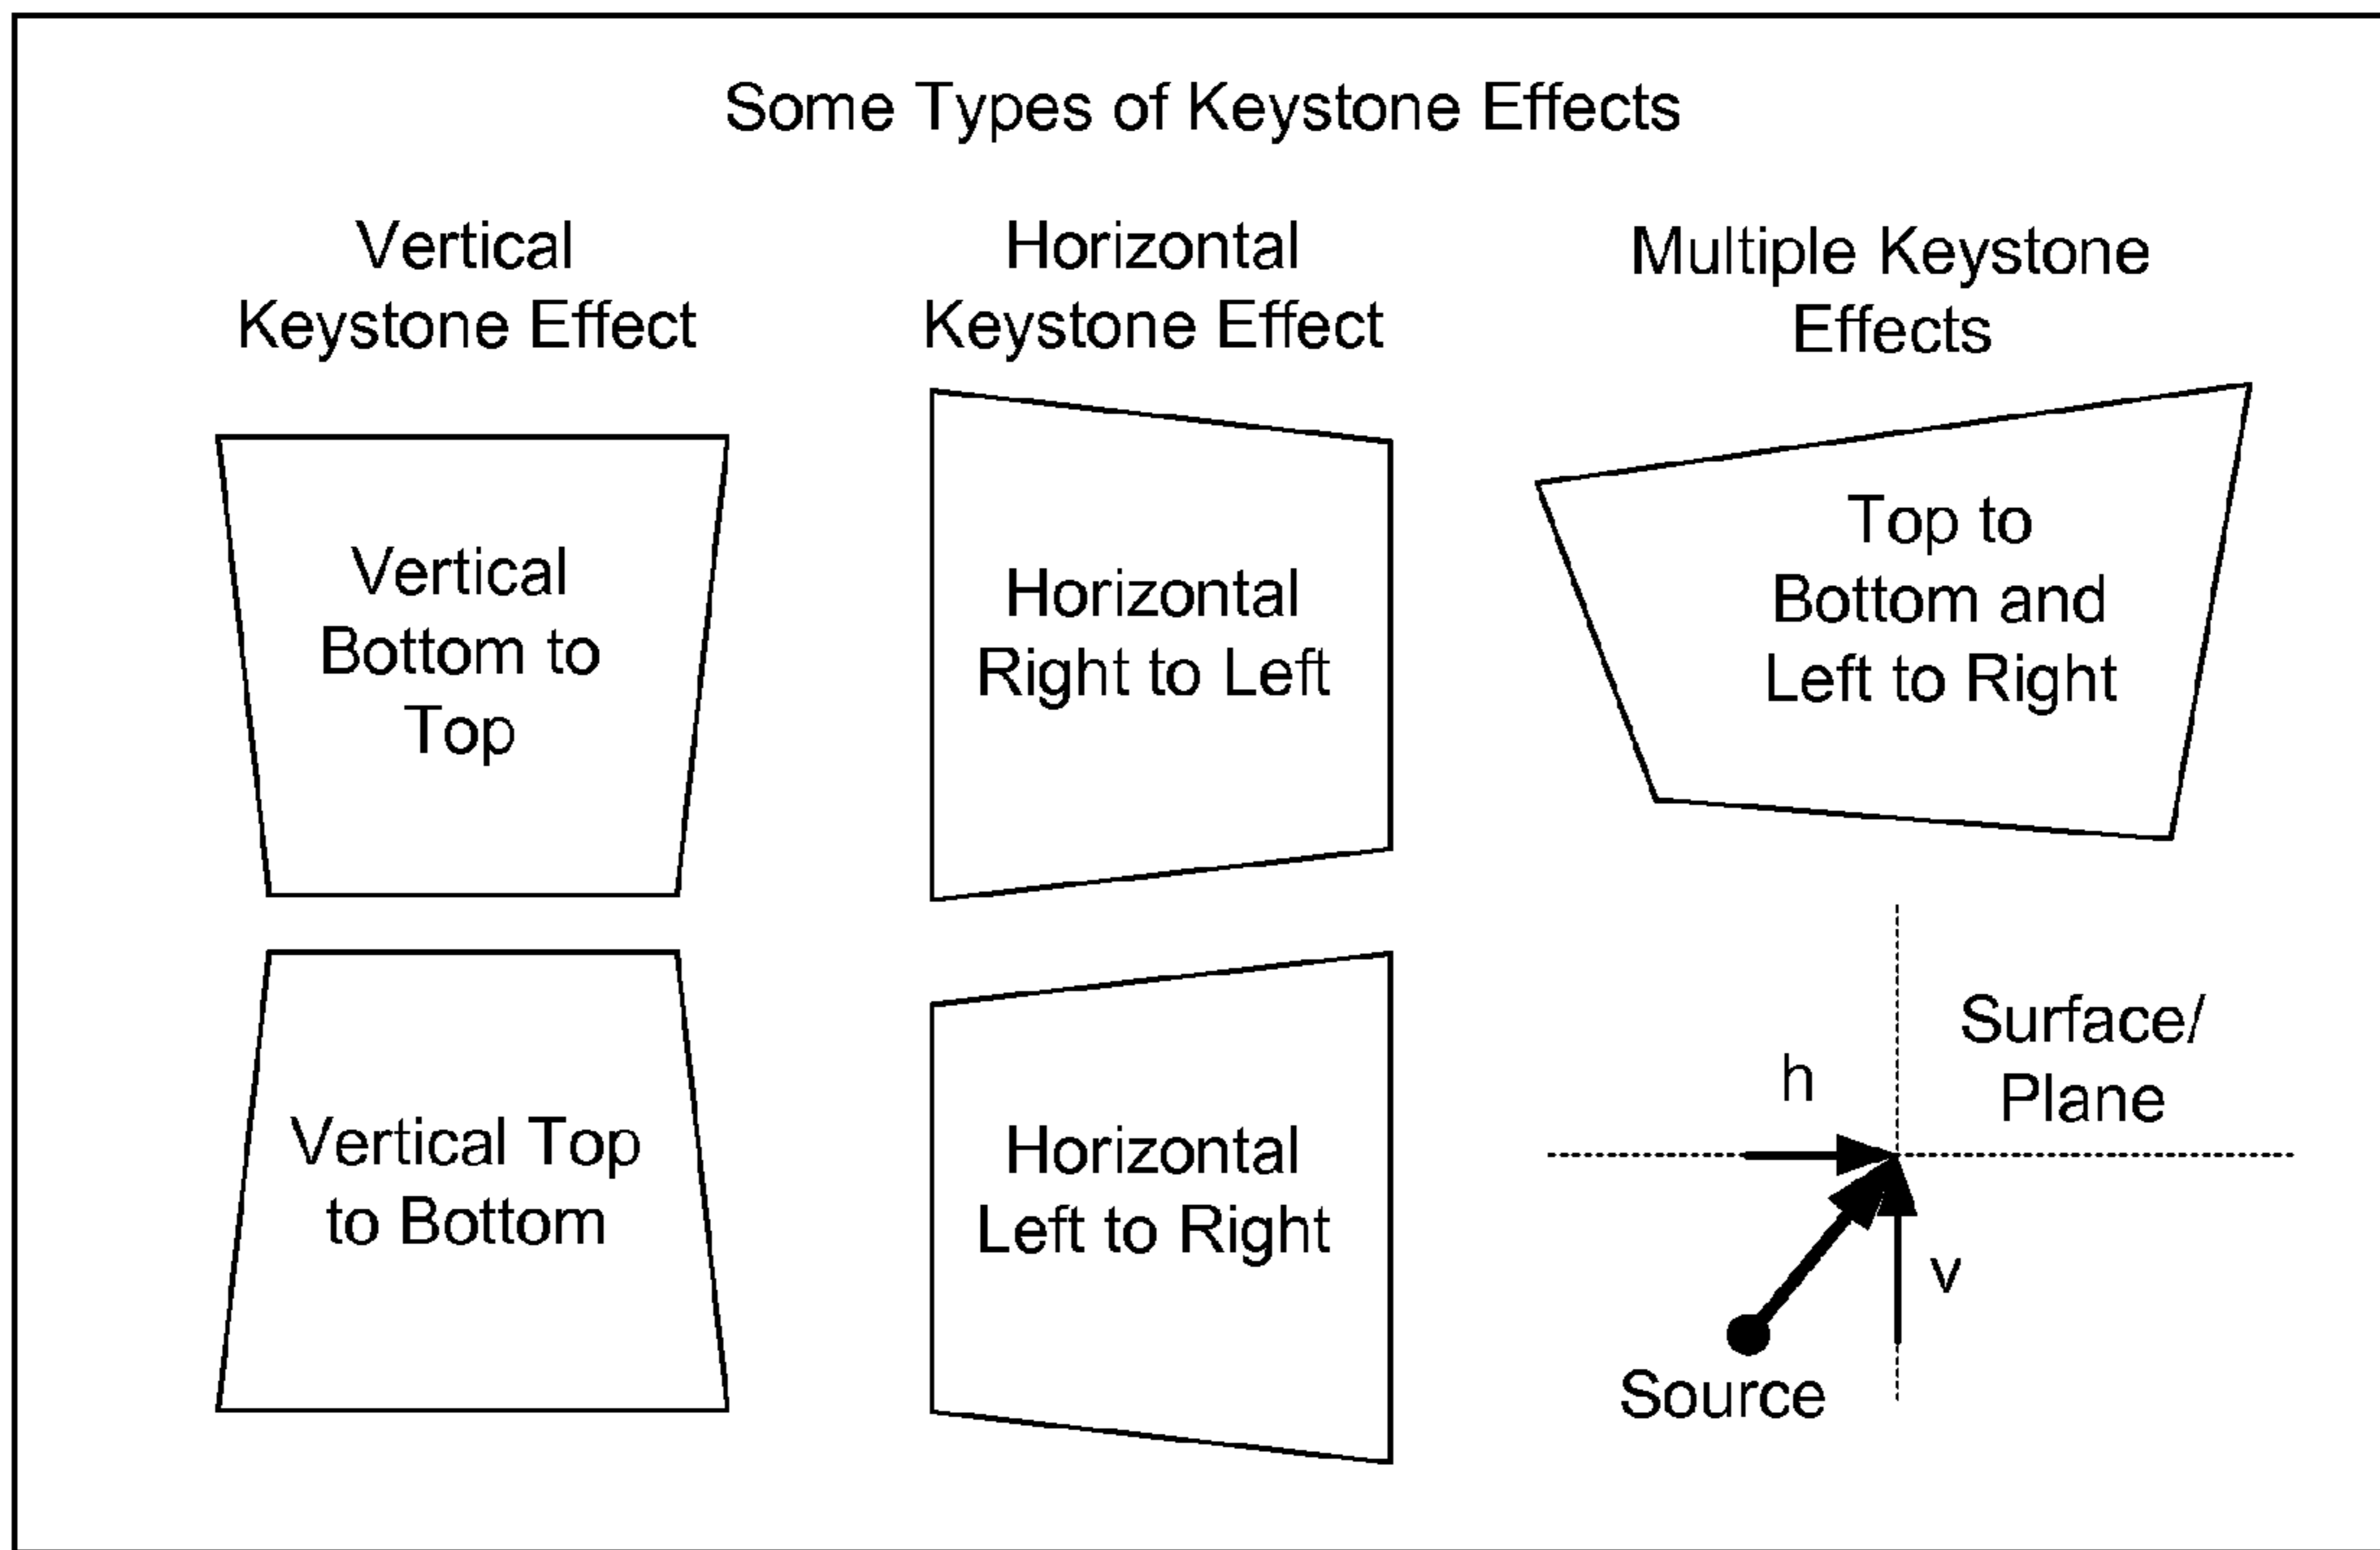 Some Types of Keystone Effects
Vertical
Keystone Effect
Horizontal
Keystone Effect
Multiple Keystone
Effects
Vertical
Bottom to
Top
Horizontal
Right to Left
Top to
Bottom and
Left to Right
Vertical Top
to Bottom
Horizontal
Left to Right
Surface/
Plane
h
v
Source